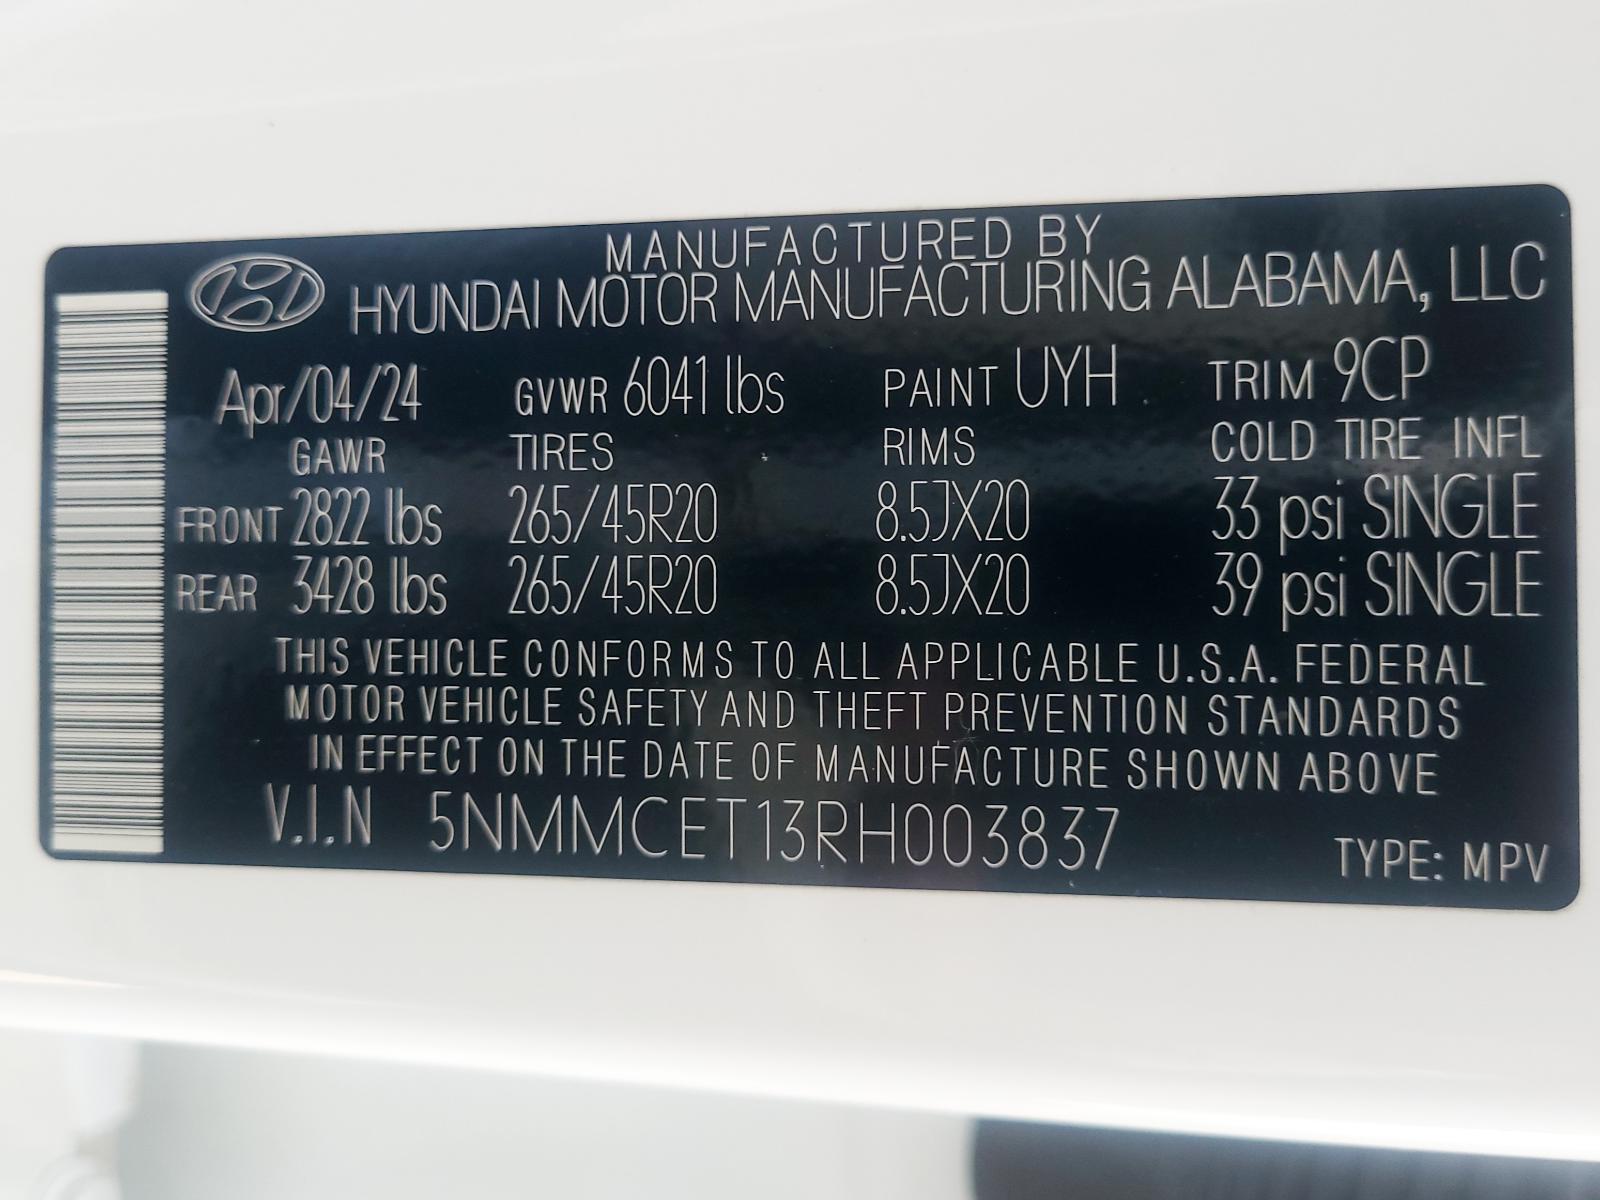 MANUFACTURED BY
HYUNDAI MOTOR MANUFACTURING ALABAMA, LLC
Apr/04/24 GVWR 6041 lbs PAINT UYH TRIM 9CP
GAWR TIRES RIMS COLD TIRE INFL
FRONT 2822 lbs 265/45R20 8.5JX20 33 psi SINGLE
REAR 3428 lbs 265/45R20 8.5JX20 39 psi SINGLE
THIS VEHICLE CONFORMS TO ALL APPLICABLE U.S.A. FEDERAL
MOTOR VEHICLE SAFETY AND THEFT PREVENTION STANDARDS
IN EFFECT ON THE DATE OF MANUFACTURE SHOWN ABOVE
V.I.N 5NMMCET13RH003837
TYPE: MPV